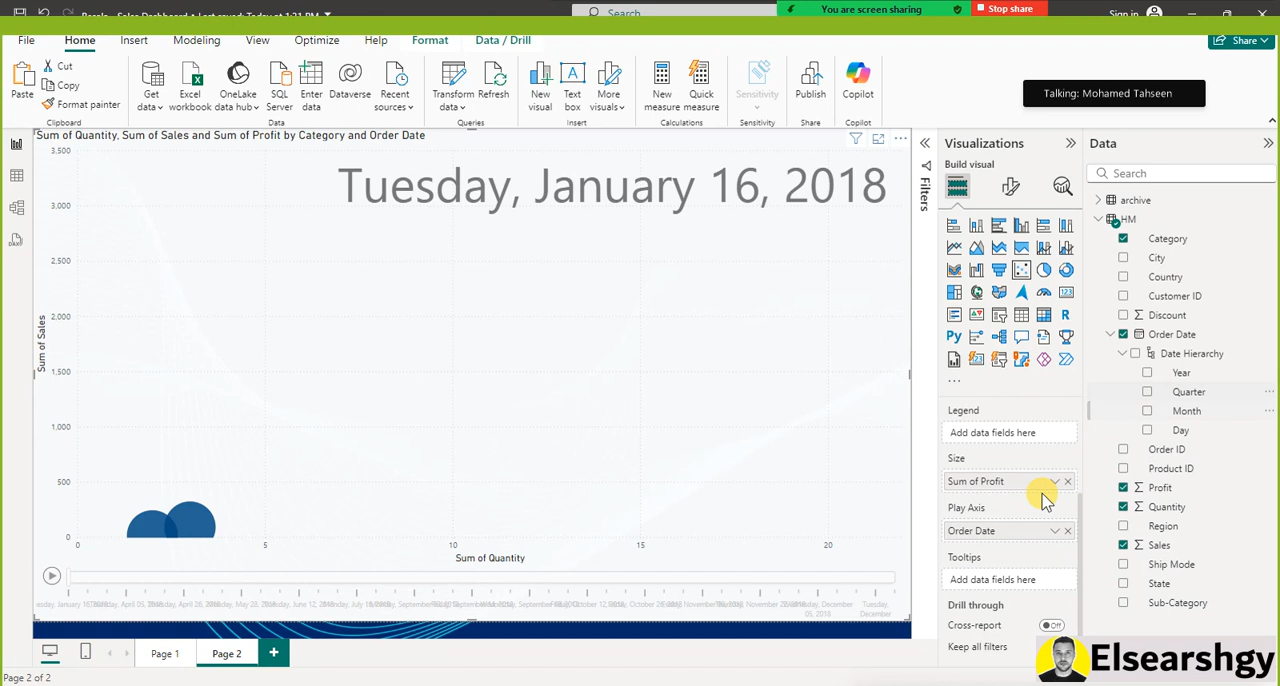 Search
You are screen sharing
Stop share
Sign in
File Home Insert Modeling View Optimize Help Format Data / Drill
Share
Paste
Cut
Copy
Format painter
Clipboard
Get data
Excel workbook
OneLake data hub
SQL Server
Enter data
Dataverse
Recent sources
Data
Transform data
Refresh
Queries
New visual
Text box
More visuals
Insert
New measure
Quick measure
Calculations
Sensitivity
Sensitivity
Publish
Share
Copilot
Copilot
Talking: Mohamed Tahseen
Sum of Quantity, Sum of Sales and Sum of Profit by Category and Order Date
Tuesday, January 16, 2018
3,500
3,000
2,500
2,000
1,500
1,000
500
0
Sum of Sales
0 5 10 15 20
Sum of Quantity
Filters
Visualizations
Build visual
123
R
Py
Legend
Add data fields here
Size
Sum of Profit
Play Axis
Order Date
Tooltips
Add data fields here
Drill through
Cross-report
Off
Keep all filters
Data
Search
archive
HM
Category
City
Country
Customer ID
Discount
Order Date
Date Hierarchy
Year
Quarter
Month
Day
Order ID
Product ID
Profit
Quantity
Region
Sales
Ship Mode
State
Sub-Category
Page 1
Page 2
Page 2 of 2
Elsearshgy